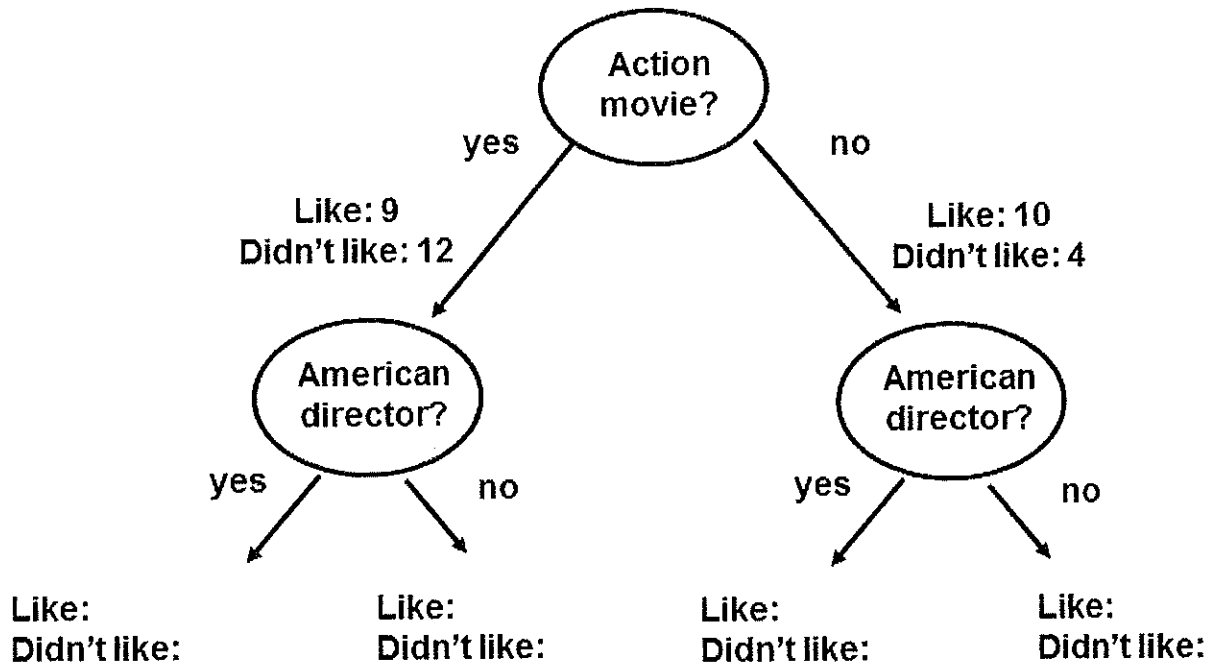 Action
movie?
yes
no
Like: 9
Didn't like: 12
Like: 10
Didn't like: 4
American
director?
American
director?
yes
no
yes
no
Like:
Didn't like:
Like:
Didn't like:
Like:
Didn't like:
Like:
Didn't like: